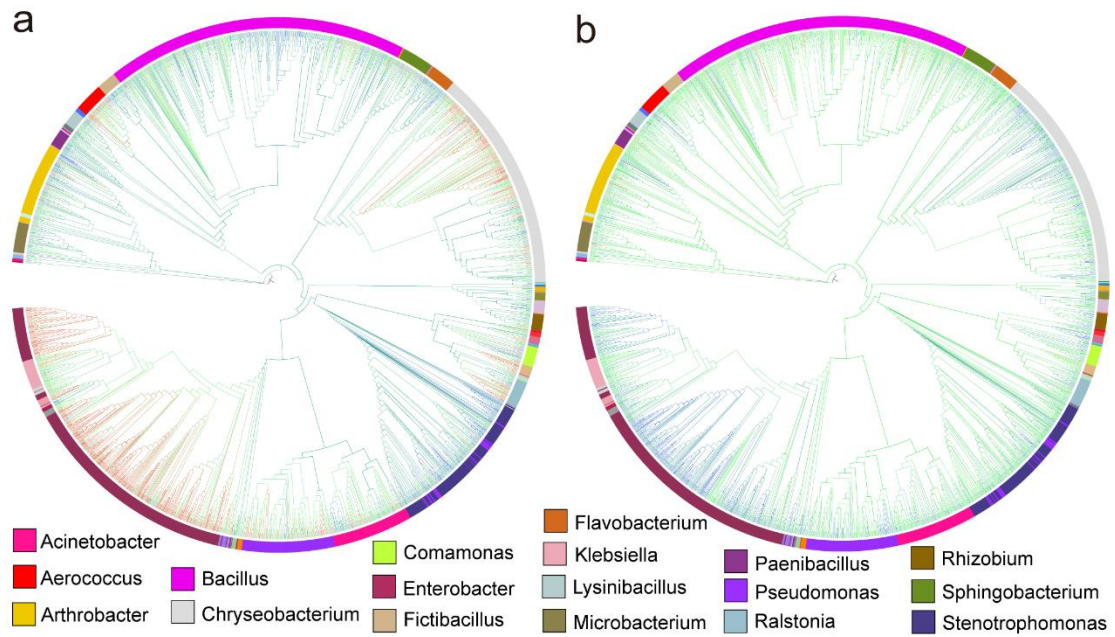 a
b
Acinetobacter
Aerococcus
Arthrobacter
Bacillus
Chryseobacterium
Comamonas
Enterobacter
Fictibacillus
Flavobacterium
Klebsiella
Lysinibacillus
Microbacterium
Paenibacillus
Pseudomonas
Ralstonia
Rhizobium
Sphingobacterium
Stenotrophomonas